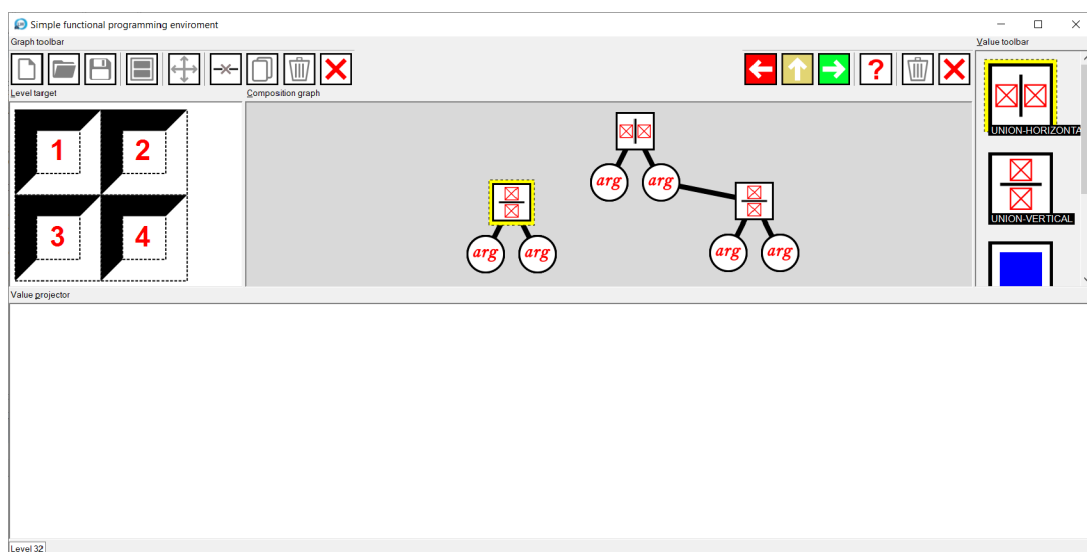 Simple functional programming enviroment
Graph toolbar
Value toolbar
?
Level target
Composition graph
1 2
3 4
arg arg
arg arg arg arg
UNION-HORIZONTA
UNION-VERTICAL
Value projector
Level 32